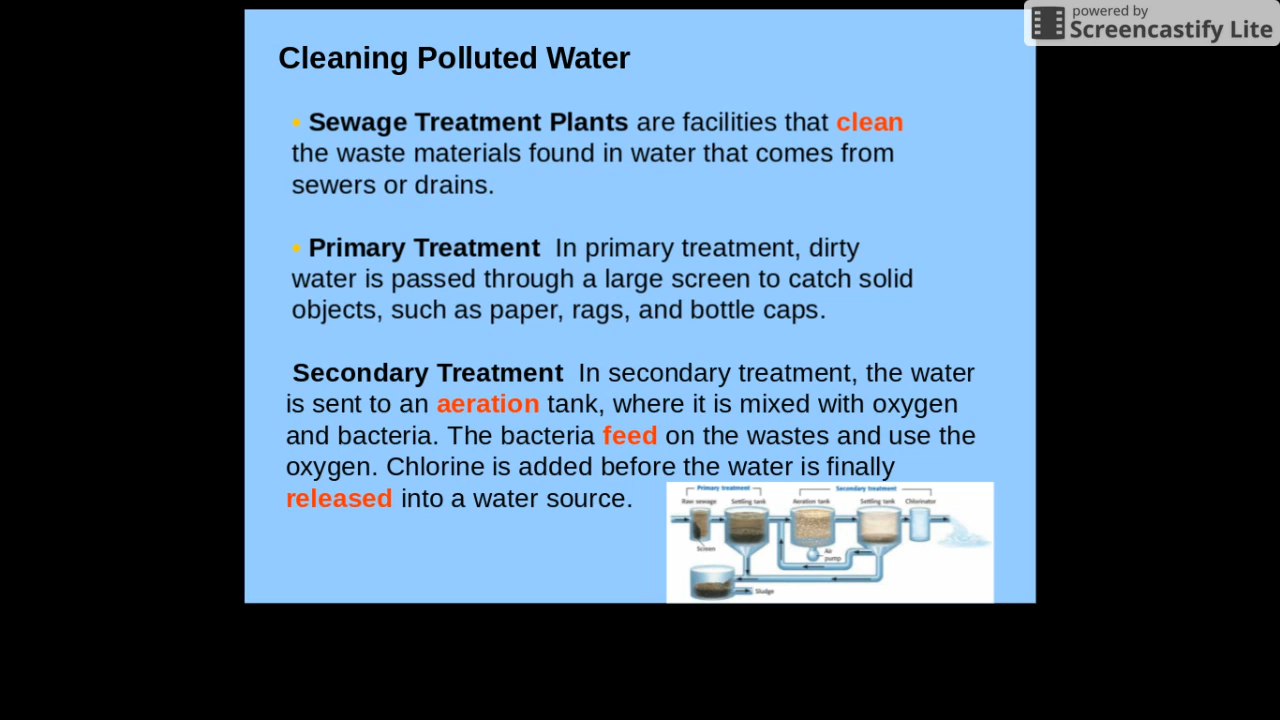 powered by
Screencastify Lite
Cleaning Polluted Water
• Sewage Treatment Plants are facilities that clean
the waste materials found in water that comes from
sewers or drains.
• Primary Treatment In primary treatment, dirty
water is passed through a large screen to catch solid
objects, such as paper, rags, and bottle caps.
Secondary Treatment In secondary treatment, the water
is sent to an aeration tank, where it is mixed with oxygen
and bacteria. The bacteria feed on the wastes and use the
oxygen. Chlorine is added before the water is finally
released into a water source.
Primary treatment Secondary treatment
Raw sewage Settling tank Aeration tank Settling tank Chlorinator
Screen
Air
pump
Sludge